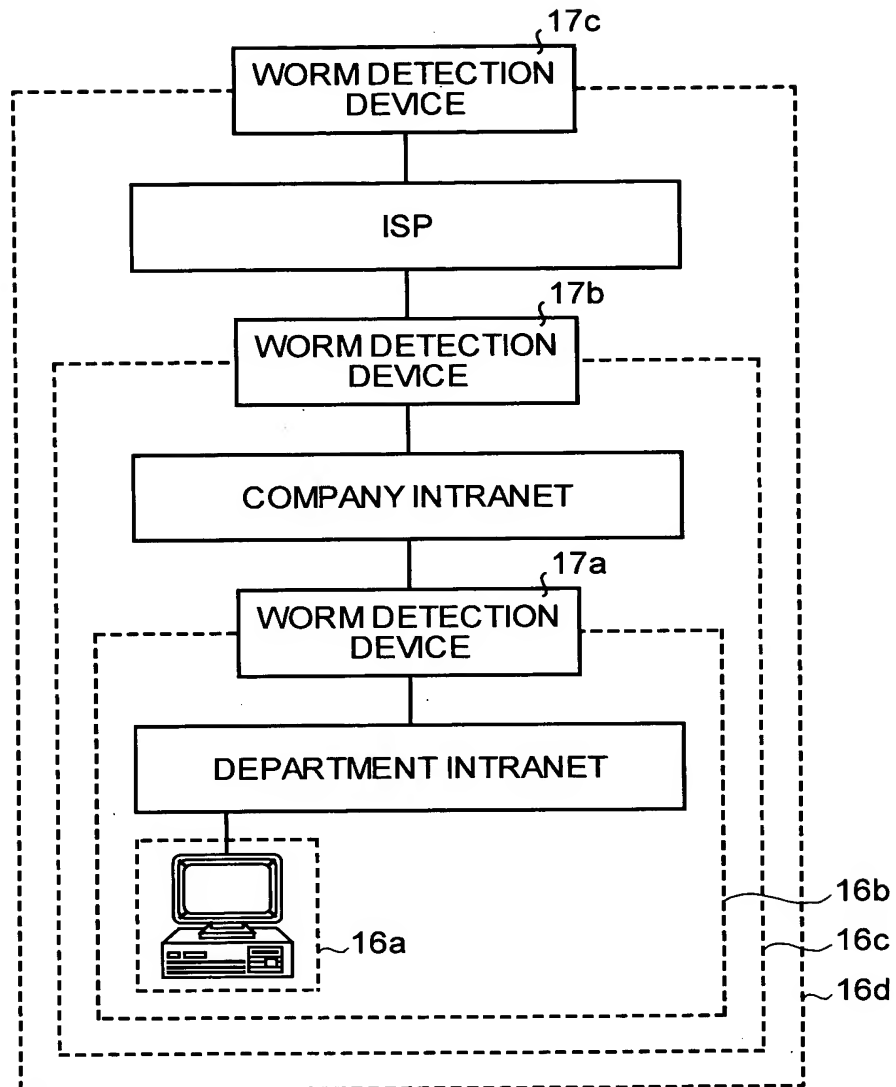 17c
WORM DETECTION
DEVICE
ISP
17b
WORM DETECTION
DEVICE
COMPANY INTRANET
17a
WORM DETECTION
DEVICE
DEPARTMENT INTRANET
16b
16a
16c
16d